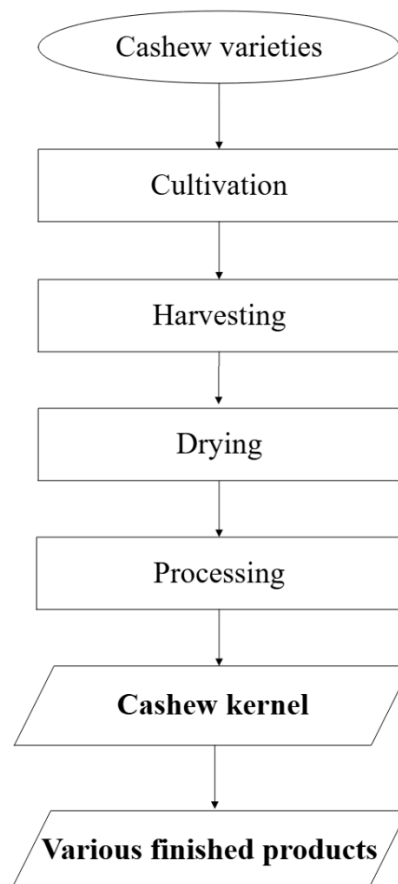 Cashew varieties
Cultivation
Harvesting
Drying
Processing
Cashew kernel
Various finished products